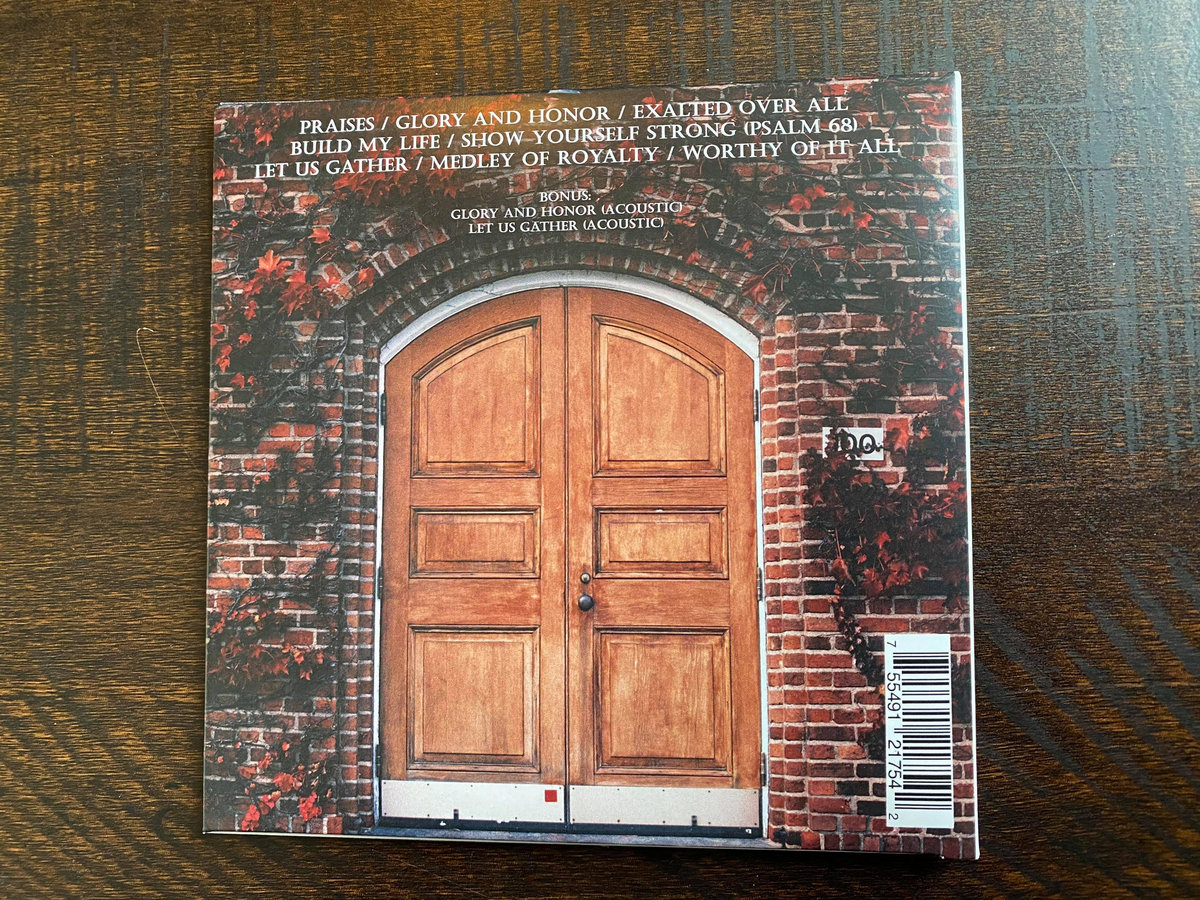 PRAISES / GLORY AND HONOR / EXALTED OVER ALL
BUILD MY LIFE / SHOW YOURSELF STRONG (PSALM 68)
LET US GATHER / MEDLEY OF ROYALTY / WORTHY OF IT ALL
BONUS:
GLORY AND HONOR (ACOUSTIC)
LET US GATHER (ACOUSTIC)
7 55491 21754 2